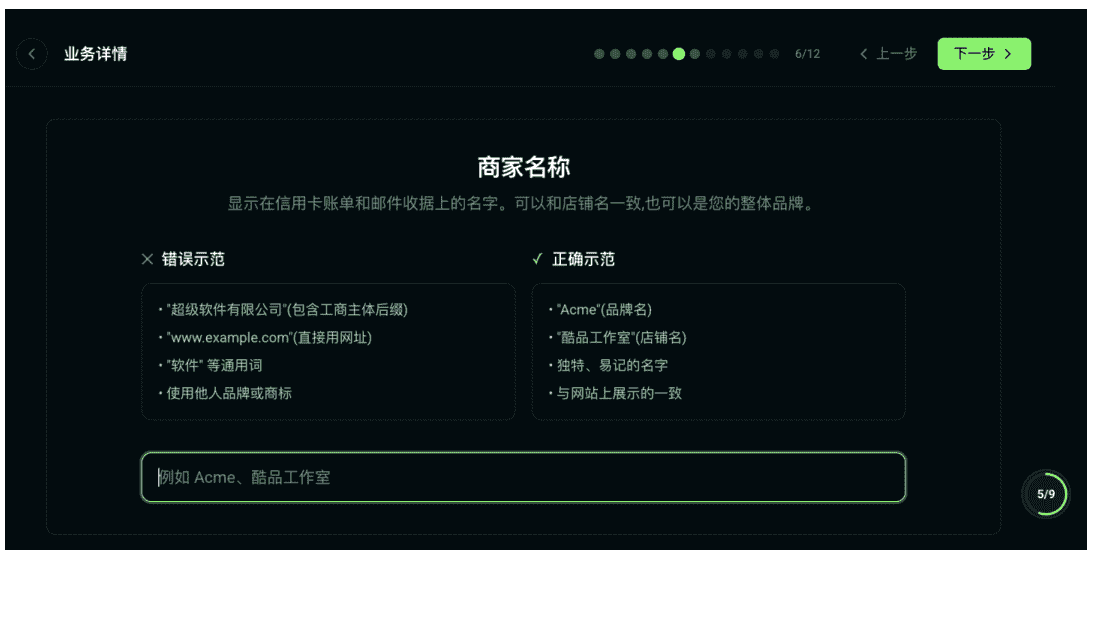 业务详情
6/12
上一步
下一步
商家名称
显示在信用卡账单和邮件收据上的名字。可以和店铺名一致,也可以是您的整体品牌。
错误示范
• "超级软件有限公司"(包含工商主体后缀)
• "www.example.com"(直接用网址)
• "软件" 等通用词
• 使用他人品牌或商标
正确示范
• "Acme"(品牌名)
• "酷品工作室"(店铺名)
• 独特、易记的名字
• 与网站上展示的一致
例如 Acme、酷品工作室
5/9